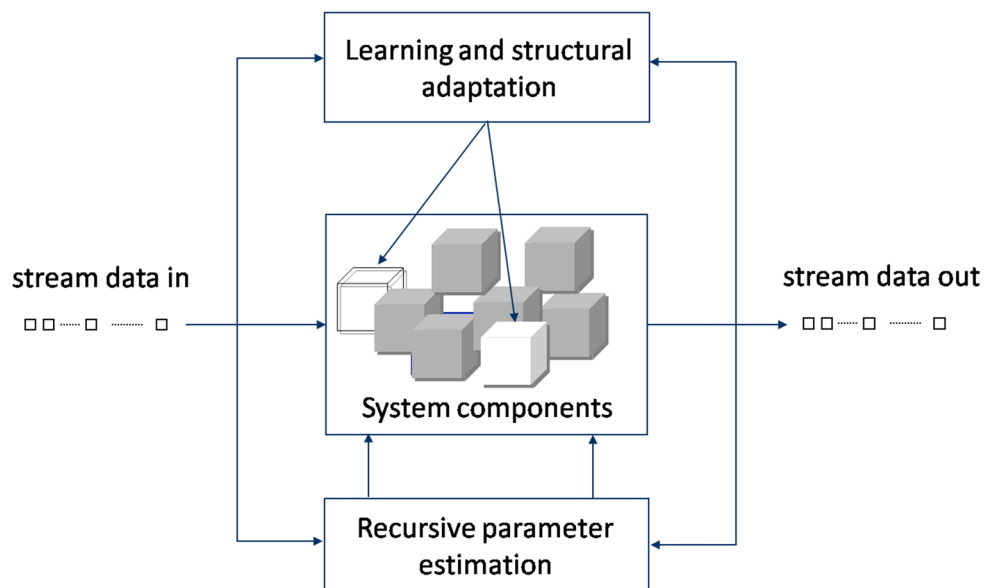 Learning and structural
adaptation
stream data in
stream data out
System components
Recursive parameter
estimation